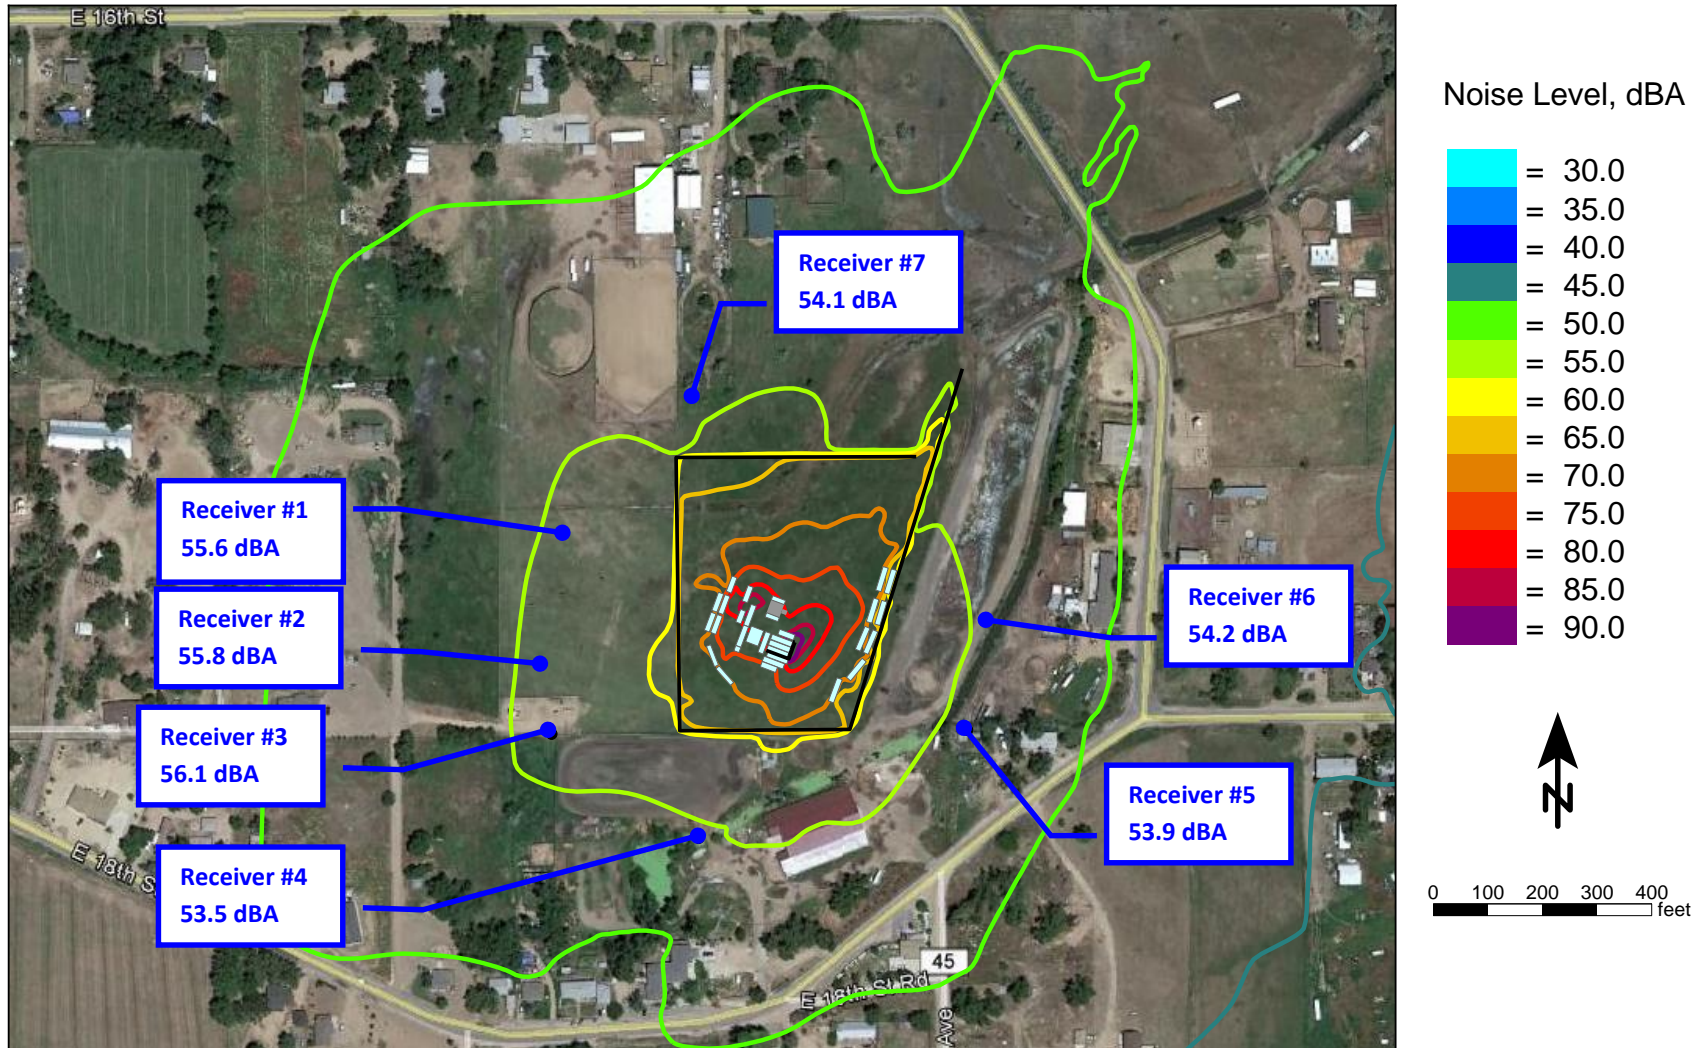 E 16th St
Noise Level, dBA
= 30.0
= 35.0
= 40.0
= 45.0
= 50.0
= 55.0
= 60.0
= 65.0
= 70.0
= 75.0
= 80.0
= 85.0
= 90.0
Receiver #7
54.1 dBA
Receiver #1
55.6 dBA
Receiver #2
55.8 dBA
Receiver #3
56.1 dBA
Receiver #4
53.5 dBA
Receiver #6
54.2 dBA
Receiver #5
53.9 dBA
E 18th S
45
E 18th St Rd
Ave
N
0 100 200 300 400
feet